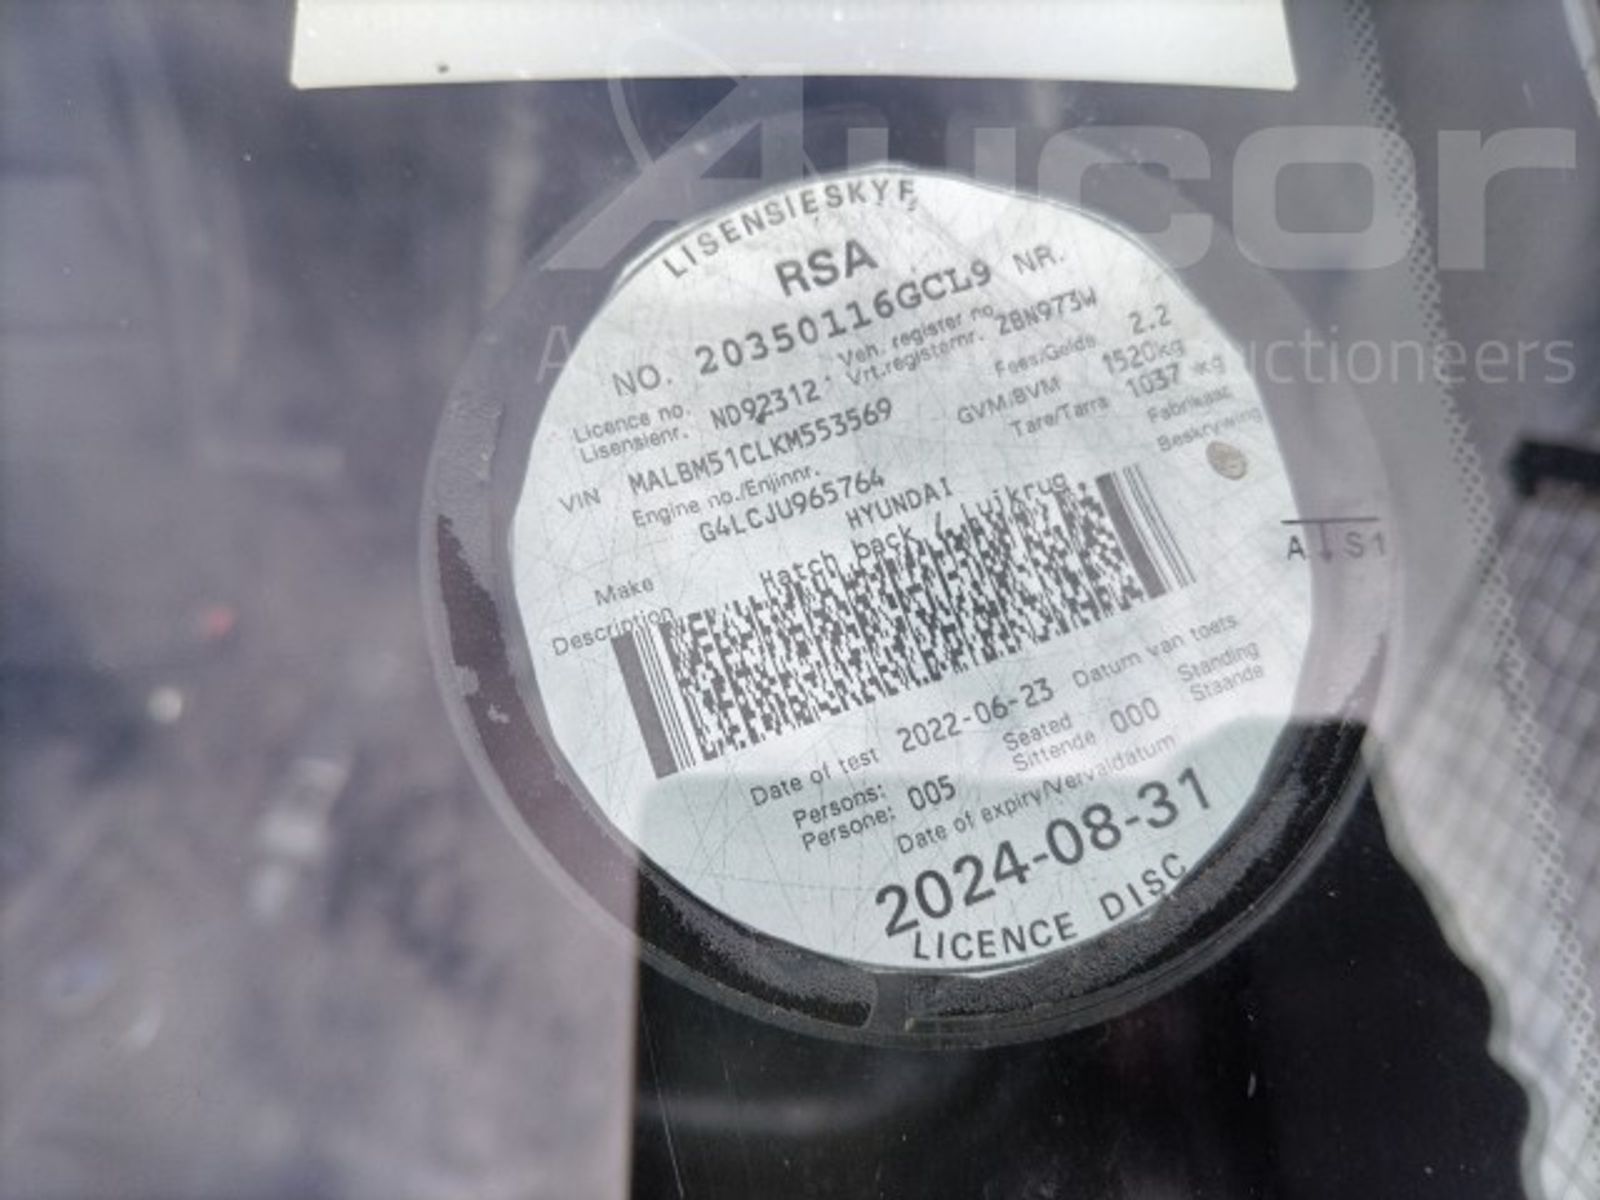 Aucor
Auctioneers
LISENSIESKYF
RSA
NO. 20350116GCL9 NR.
Licence no.
Lisensienr. ND92312
Veh. register no.
Vrt.registernr. ZBN973W
VIN MALBM51CLKM553569
Fees/Gelde 2.2
GVM/BVM 1520kg
Tare/Tarra 1037 kg
Engine no./Enjinnr.
G4LCJU965764
Fabrikaat
Beskrywing
Make HYUNDAI
Description Hatch back / Luikrug
Date of test 2022-06-23 Datum van toets
Persons: Seated Standing
Persone: 005 Sittende 000 Staande
Date of expiry/Vervaldatum
2024-08-31
LICENCE DISC